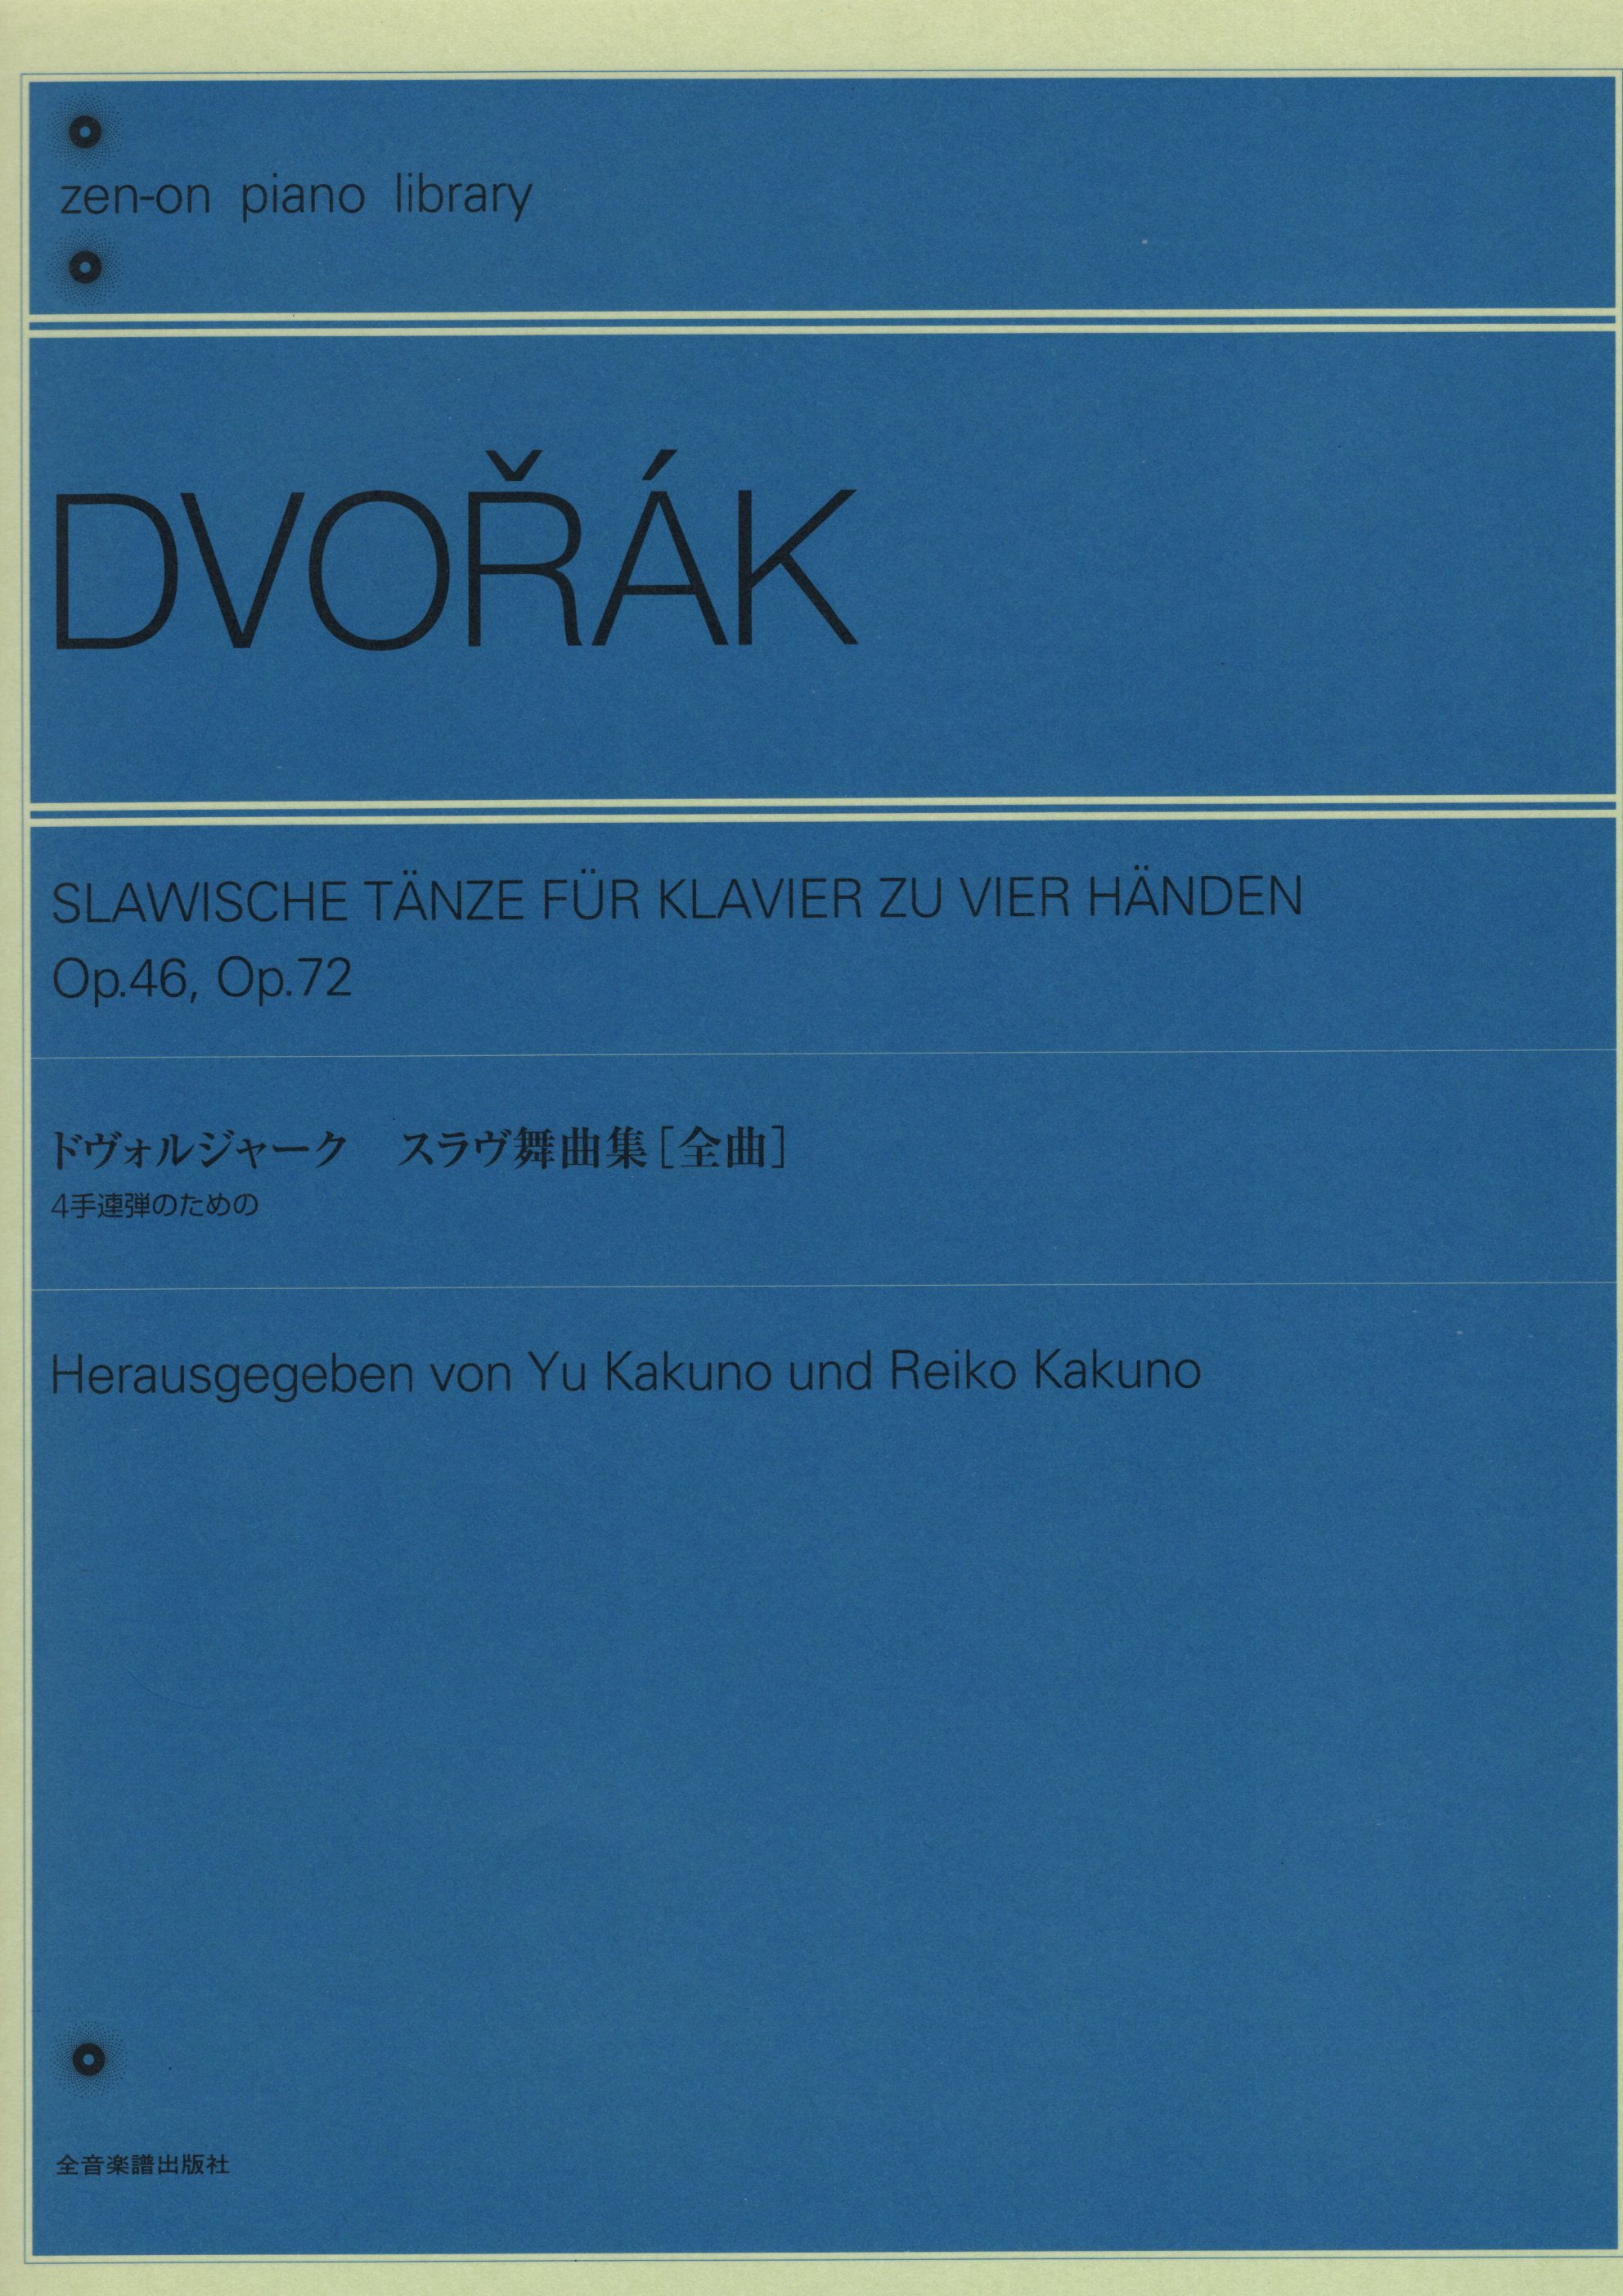 zen-on piano library
DVOŘÁK
SLAWISCHE TÄNZE FÜR KLAVIER ZU VIER HÄNDEN
Op.46, Op.72
ドヴォルジャーク　スラヴ舞曲集［全曲］
4手連弾のための
Herausgegeben von Yu Kakuno und Reiko Kakuno
全音楽譜出版社